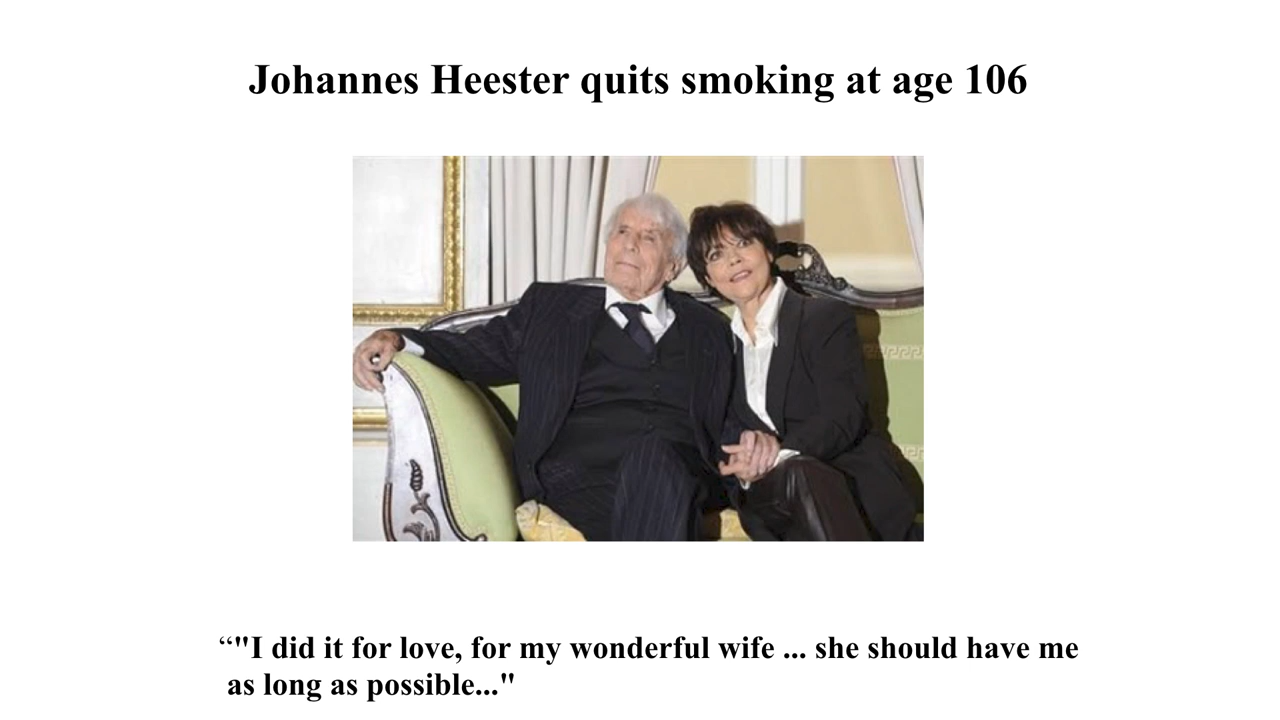 Johannes Heester quits smoking at age 106
“"I did it for love, for my wonderful wife ... she should have me
as long as possible..."